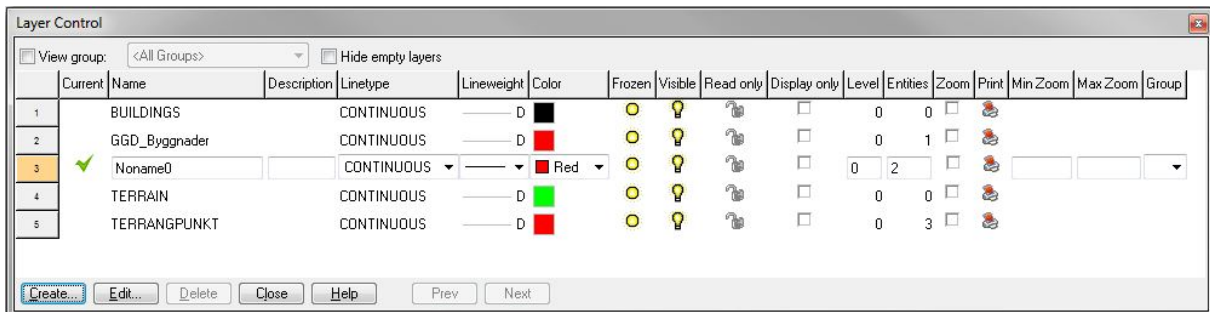 Layer Control
View group: <All Groups> Hide empty layers
Current Name Description Linetype Lineweight Color Frozen Visible Read only Display only Level Entities Zoom Print Min Zoom Max Zoom Group
1 BUILDINGS CONTINUOUS D 0 0
2 GGD_Byggnader CONTINUOUS D 0 1
3 Noname0 CONTINUOUS Red 0 2
4 TERRAIN CONTINUOUS D 0 0
5 TERRANGPUNKT CONTINUOUS D 0 3
Create... Edit... Delete Close Help Prev Next